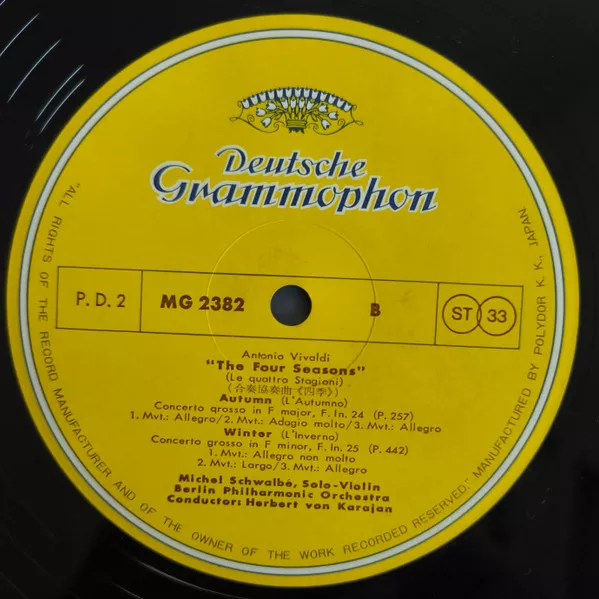 Deutsche
Grammophon
P.D.2
MG 2382
B
ST 33
Antonio Vivaldi
"The Four Seasons"
(Le quattro Stagioni)
(合奏協奏曲《四季》)
Autumn (L'Autumno)
Concerto grosso in F major, F. In. 24 (P. 257)
1. Mvt.: Allegro/2. Mvt.: Adagio molto/3. Mvt.: Allegro
Winter (L'Inverno)
Concerto grosso in F minor, F. In. 25 (P. 442)
1. Mvt.: Allegro non molto
2. Mvt.: Largo/3. Mvt.: Allegro
Michel Schwalbé, Solo-Violin
Berlin Philharmonic Orchestra
Conductor: Herbert von Karajan
"ALL RIGHTS OF THE RECORD MANUFACTURER AND OF THE OWNER OF THE WORK RECORDED RESERVED." MANUFACTURED BY POLYDOR K. K., JAPAN.